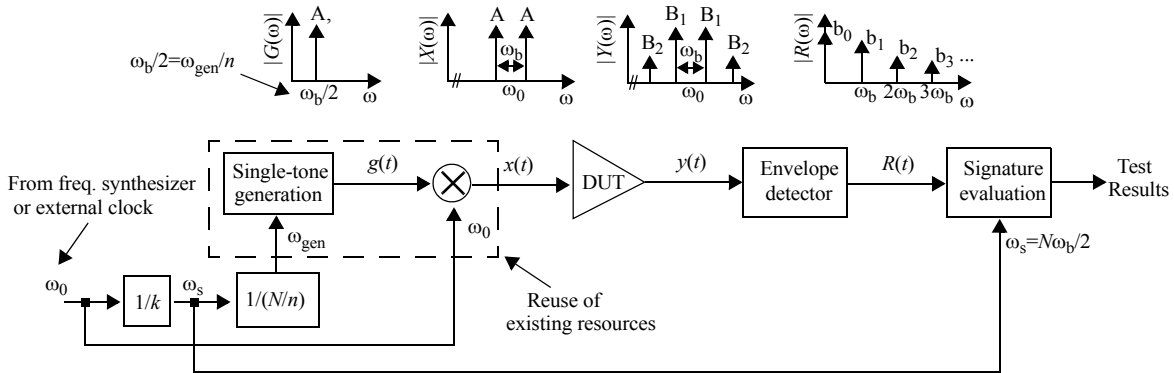 |G(ω)|
A,
ω_b/2=ω_gen/n
ω_b/2
ω
|X(ω)|
A A
ω_b
ω_0
ω
|Y(ω)|
B_2 B_1 B_1 B_2
ω_b
ω_0
ω
|R(ω)|
b_0 b_1 b_2 b_3 ...
ω_b 2ω_b 3ω_b ω
From freq. synthesizer
or external clock
Single-tone
generation
g(t)
x(t)
DUT
y(t)
Envelope
detector
R(t)
Signature
evaluation
Test
Results
ω_gen
ω_0
ω_s=Nω_b/2
ω_0
1/k
ω_s
1/(N/n)
Reuse of
existing resources